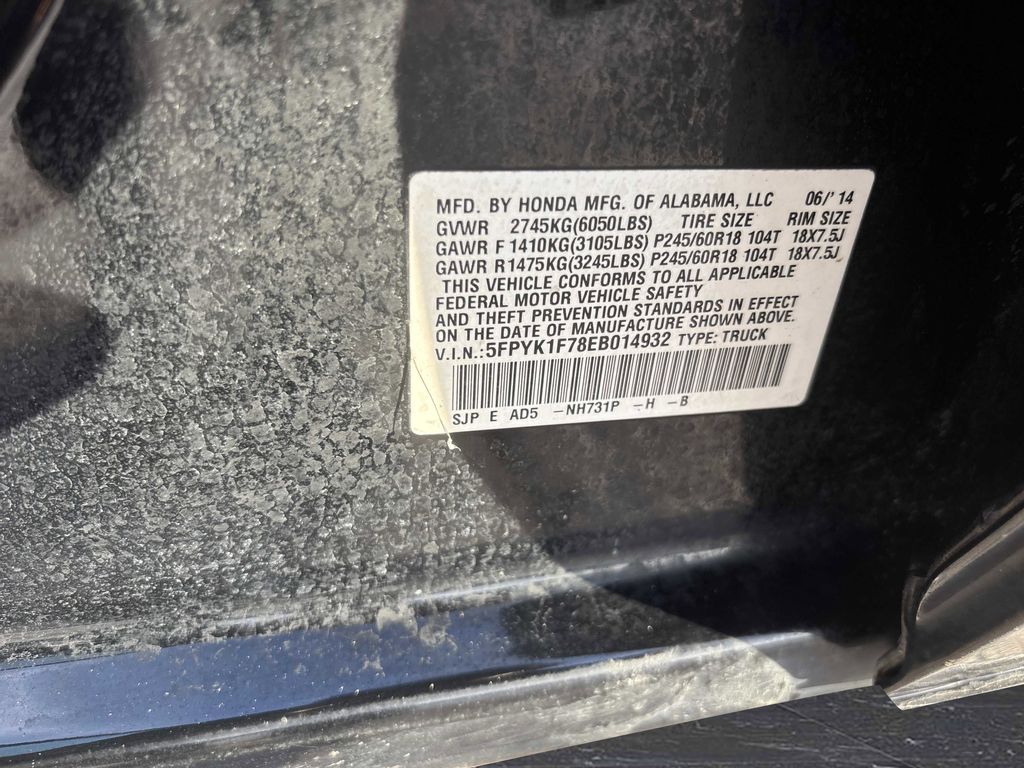 MFD. BY HONDA MFG. OF ALABAMA, LLC 06/'14
GVWR 2745KG(6050LBS) TIRE SIZE RIM SIZE
GAWR F 1410KG(3105LBS) P245/60R18 104T 18X7.5J
GAWR R1475KG(3245LBS) P245/60R18 104T 18X7.5J
THIS VEHICLE CONFORMS TO ALL APPLICABLE
FEDERAL MOTOR VEHICLE SAFETY
AND THEFT PREVENTION STANDARDS IN EFFECT
ON THE DATE OF MANUFACTURE SHOWN ABOVE.
V.I.N.:5FPYK1F78EB014932 TYPE: TRUCK
SJP E AD5 -NH731P -H -B